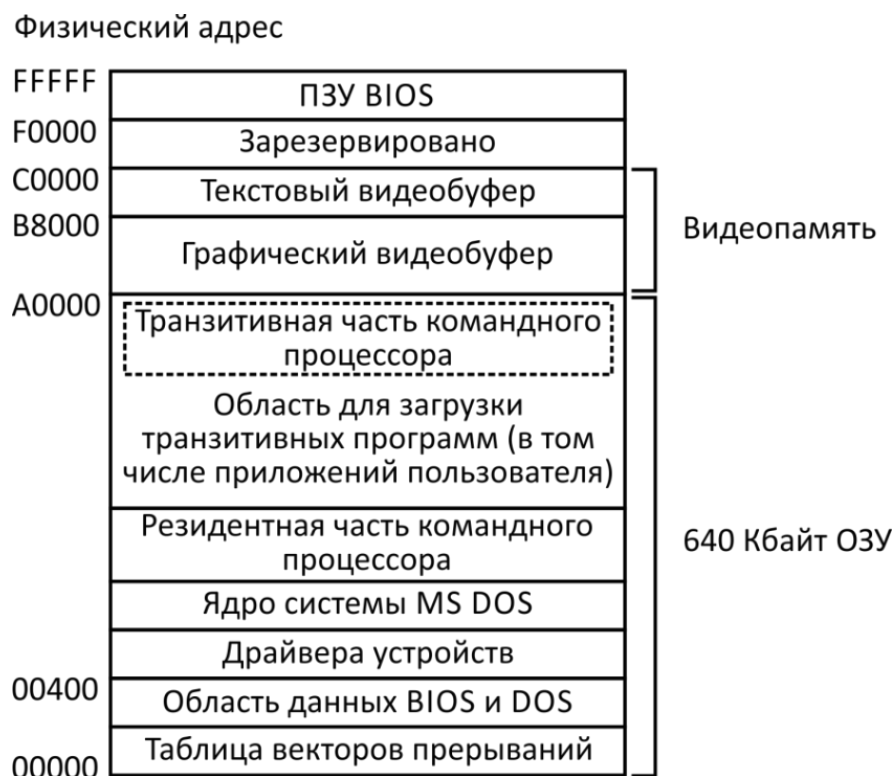 Физический адрес
FFFFF
ПЗУ BIOS
F0000
Зарезервировано
C0000
Текстовый видеобуфер
B8000
Графический видеобуфер
Видеопамять
A0000
Транзитивная часть командного
процессора
Область для загрузки
транзитивных программ (в том
числе приложений пользователя)
Резидентная часть командного
процессора
640 Кбайт ОЗУ
Ядро системы MS DOS
Драйвера устройств
00400
Область данных BIOS и DOS
Таблица векторов прерываний
00000